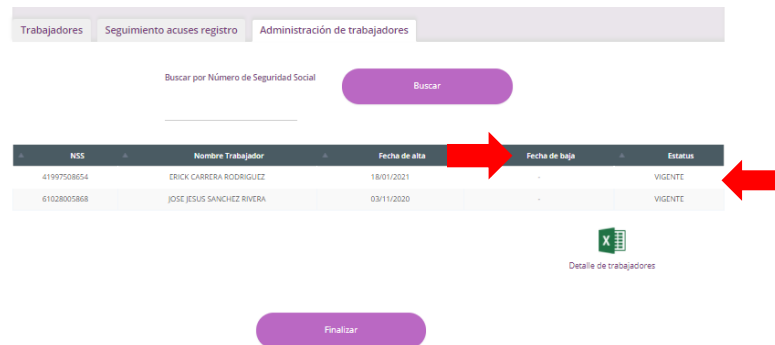 Trabajadores Seguimiento acuses registro Administración de trabajadores
Buscar por Número de Seguridad Social
Buscar
NSS Nombre Trabajador Fecha de alta Fecha de baja Estatus
41997508654 ERICK CARRERA RODRIGUEZ 18/01/2021 - VIGENTE
61028005868 JOSE JESUS SANCHEZ RIVERA 03/11/2020 - VIGENTE
Detalle de trabajadores
Finalizar